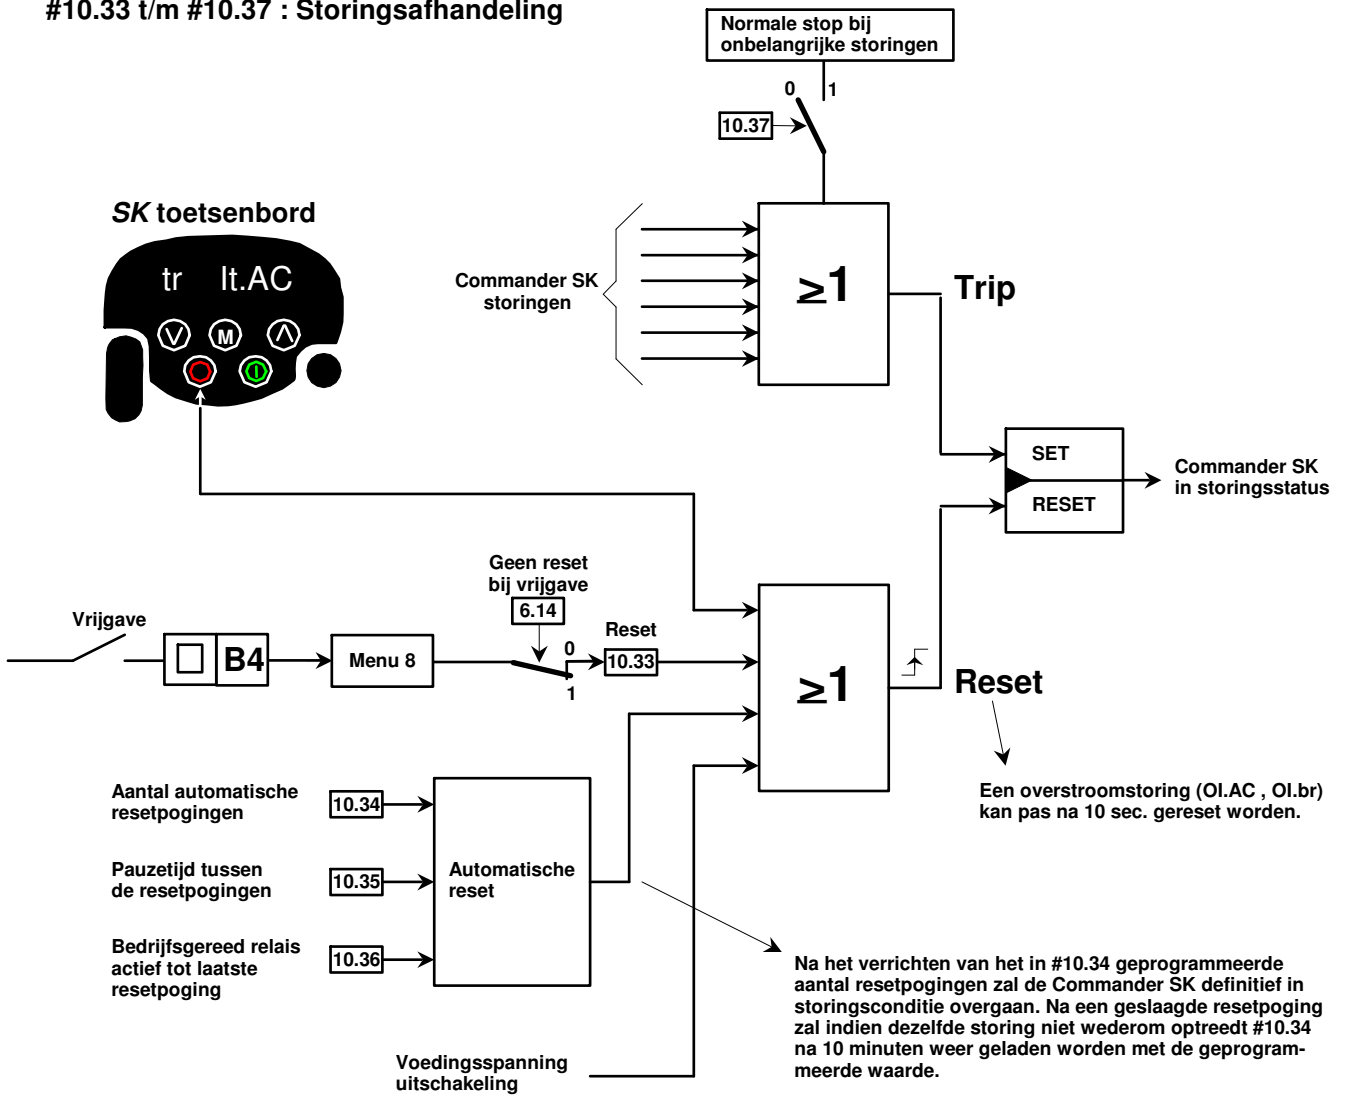 #10.33 t/m #10.37 : Storingsafhandeling
Normale stop bij
onbelangrijke storingen
0
1
10.37
SK toetsenbord
tr It.AC
M
Commander SK
storingen
≥1
Trip
SET
RESET
Commander SK
in storingsstatus
Geen reset
bij vrijgave
6.14
Vrijgave
B4
Menu 8
0
1
Reset
10.33
≥1
Reset
Een overstroomstoring (OI.AC , OI.br)
kan pas na 10 sec. gereset worden.
Aantal automatische
resetpogingen
10.34
Pauzetijd tussen
de resetpogingen
10.35
Bedrijfsgereed relais
actief tot laatste
resetpoging
10.36
Automatische
reset
Na het verrichten van het in #10.34 geprogrammeerde
aantal resetpogingen zal de Commander SK definitief in
storingsconditie overgaan. Na een geslaagde resetpoging
zal indien dezelfde storing niet wederom optreedt #10.34
na 10 minuten weer geladen worden met de geprogram-
meerde waarde.
Voedingsspanning
uitschakeling